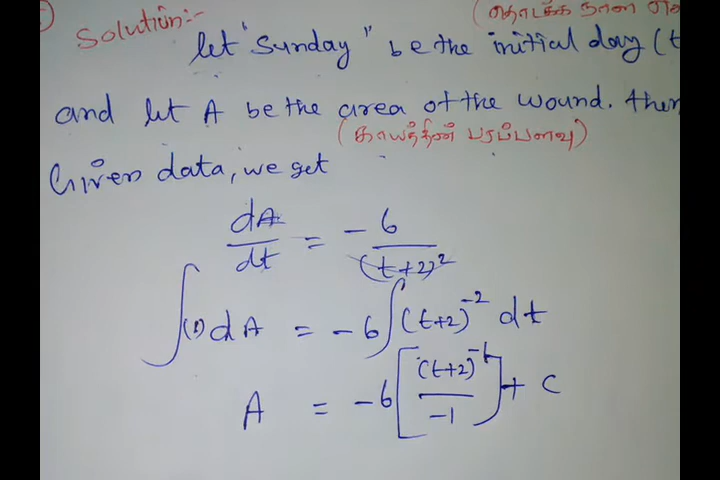 (தொடக்க நாள்
Solution:-
let "Sunday" be the initial day (t
and let A be the area of the wound. then
(காயத்தின் பரப்பளவு)
Given data, we get
dA/dt = -6/(t+2)²
∫(1) dA = -6∫(t+2)⁻² dt
A = -6[(t+2)⁻¹/-1] + C